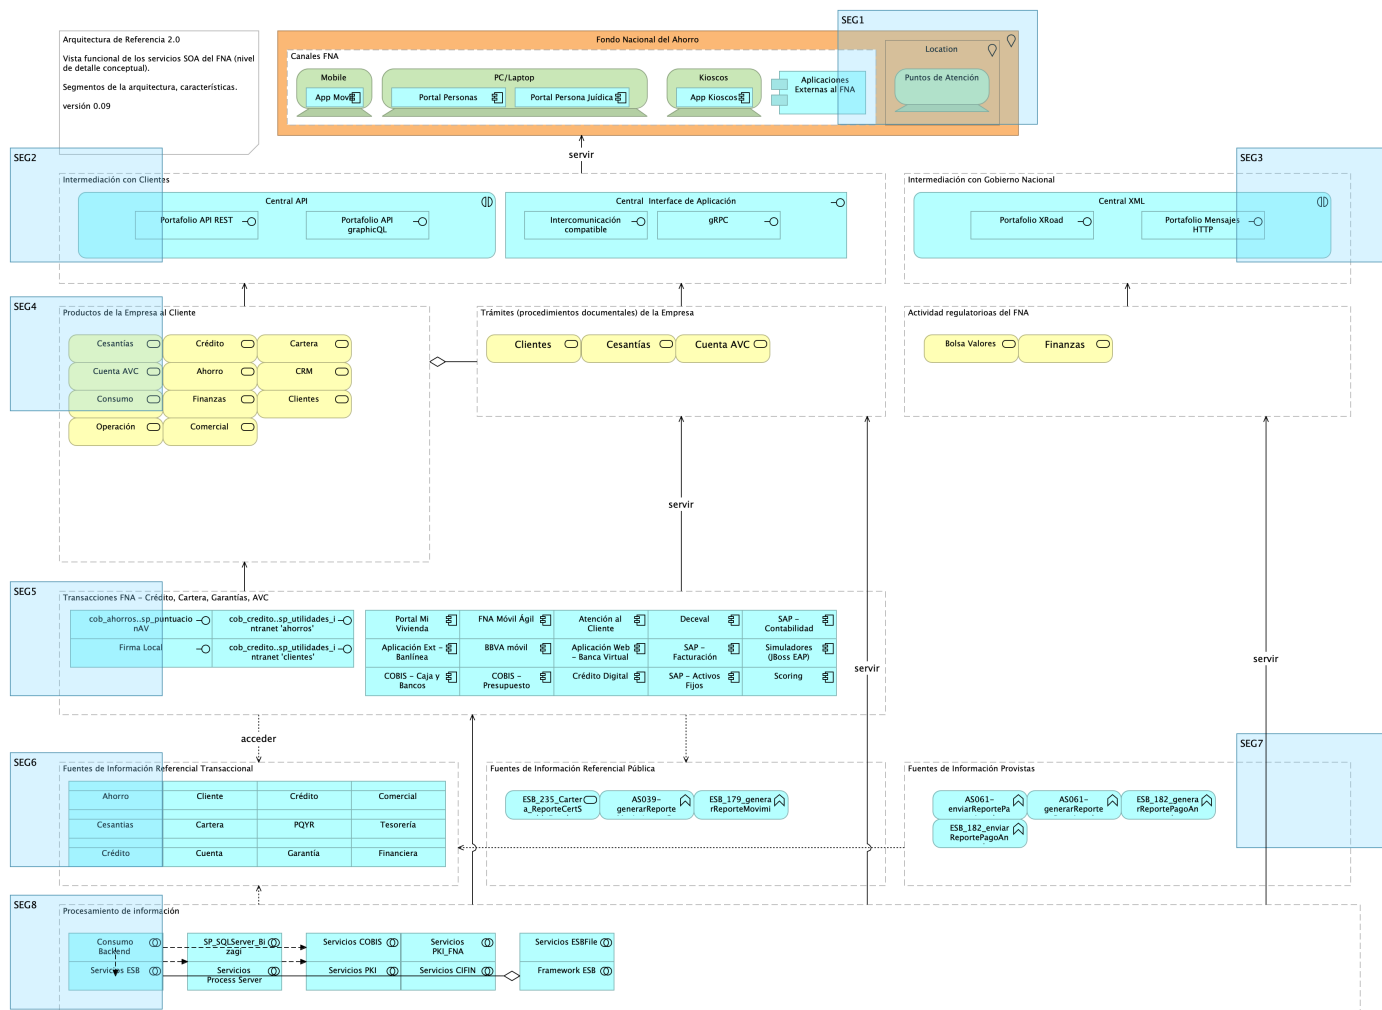 Arquitectura de Referencia 2.0
Vista funcional de los servicios SOA del FNA (nivel
de detalle conceptual).
Segmentos de la arquitectura, características.
versión 0.09
SEG1
Fondo Nacional del Ahorro
Canales FNA
Location
Mobile
App Movil
PC/Laptop
Portal Personas
Portal Persona Jurídica
Kioscos
App Kioscos
Aplicaciones
Externas al FNA
Puntos de Atención
servir
SEG2
Intermediación con Clientes
Central API
Portafolio API REST
Portafolio API
graphicQL
Central  Interface de Aplicación
Intercomunicación
compatible
gRPC
SEG3
Intermediación con Gobierno Nacional
Central XML
Portafolio XRoad
Portafolio Mensajes
HTTP
SEG4
Productos de la Empresa al Cliente
Cesantías
Crédito
Cartera
Cuenta AVC
Ahorro
CRM
Consumo
Finanzas
Clientes
Operación
Comercial
Trámites (procedimientos documentales) de la Empresa
Clientes
Cesantías
Cuenta AVC
Actividad regulatorioas del FNA
Bolsa Valores
Finanzas
servir
servir
servir
SEG5
Transacciones FNA - Crédito, Cartera, Garantías, AVC
cob_ahorros..sp_puntuacio
nAV
cob_credito..sp_utilidades_i
ntranet 'ahorros'
Firma Local
cob_credito..sp_utilidades_i
ntranet 'clientes'
Portal Mi
Vivienda
FNA Móvil Ágil
Atención al
Cliente
Deceval
SAP -
Contabilidad
Aplicación Ext -
Banlínea
BBVA móvil
Aplicación Web
- Banca Virtual
SAP -
Facturación
Simuladores
(JBoss EAP)
COBIS - Caja y
Bancos
COBIS -
Presupuesto
Crédito Digital
SAP - Activos
Fijos
Scoring
acceder
SEG6
Fuentes de Información Referencial Transaccional
Ahorro
Cliente
Crédito
Comercial
Cesantias
Cartera
PQYR
Tesorería
Crédito
Cuenta
Garantía
Financiera
Fuentes de Información Referencial Pública
ESB_235_Carter
a_ReporteCertS
AS039-
generarReporte
ESB_179_genera
rReporteMovimi
SEG7
Fuentes de Información Provistas
AS061-
enviarReportePa
AS061-
generarReporte
ESB_182_genera
rReportePagoAn
ESB_182_enviar
ReportePagoAn
SEG8
Procesamiento de información
Consumo
Backend
SP_SQLServer_Bi
zagi
Servicios COBIS
Servicios
PKI_FNA
Servicios ESBFile
Servicios ESB
Servicios
Process Server
Servicios PKI
Servicios CIFIN
Framework ESB